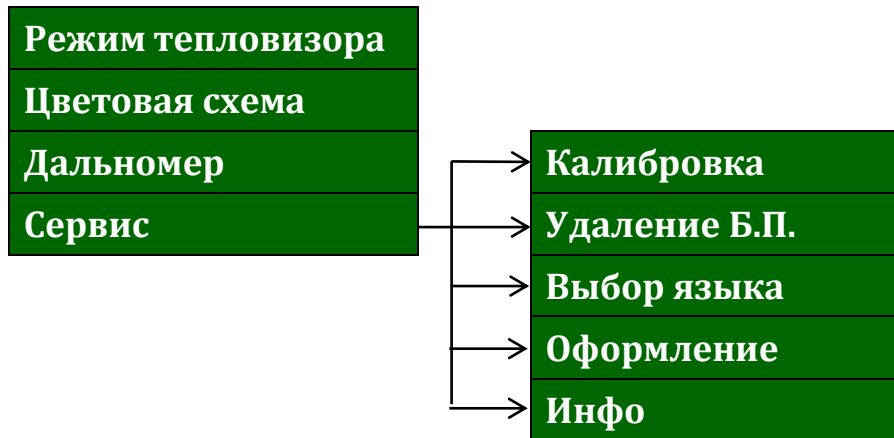 Режим тепловизора
Цветовая схема
Дальномер
Сервис
Калибровка
Удаление Б.П.
Выбор языка
Оформление
Инфо